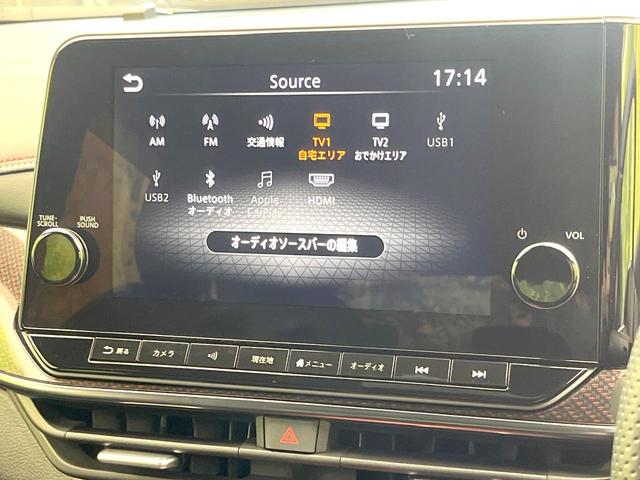 Source
17:14
AM
FM
交通情報
TV1
自宅エリア
TV2
おでかけエリア
USB1
USB2
Bluetooth
オーディオ
Apple
CarPlay
HDMI
オーディオソースバーの編集
TUNE·
SCROLL
PUSH
SOUND
VOL
戻る
カメラ
現在地
メニュー
オーディオ